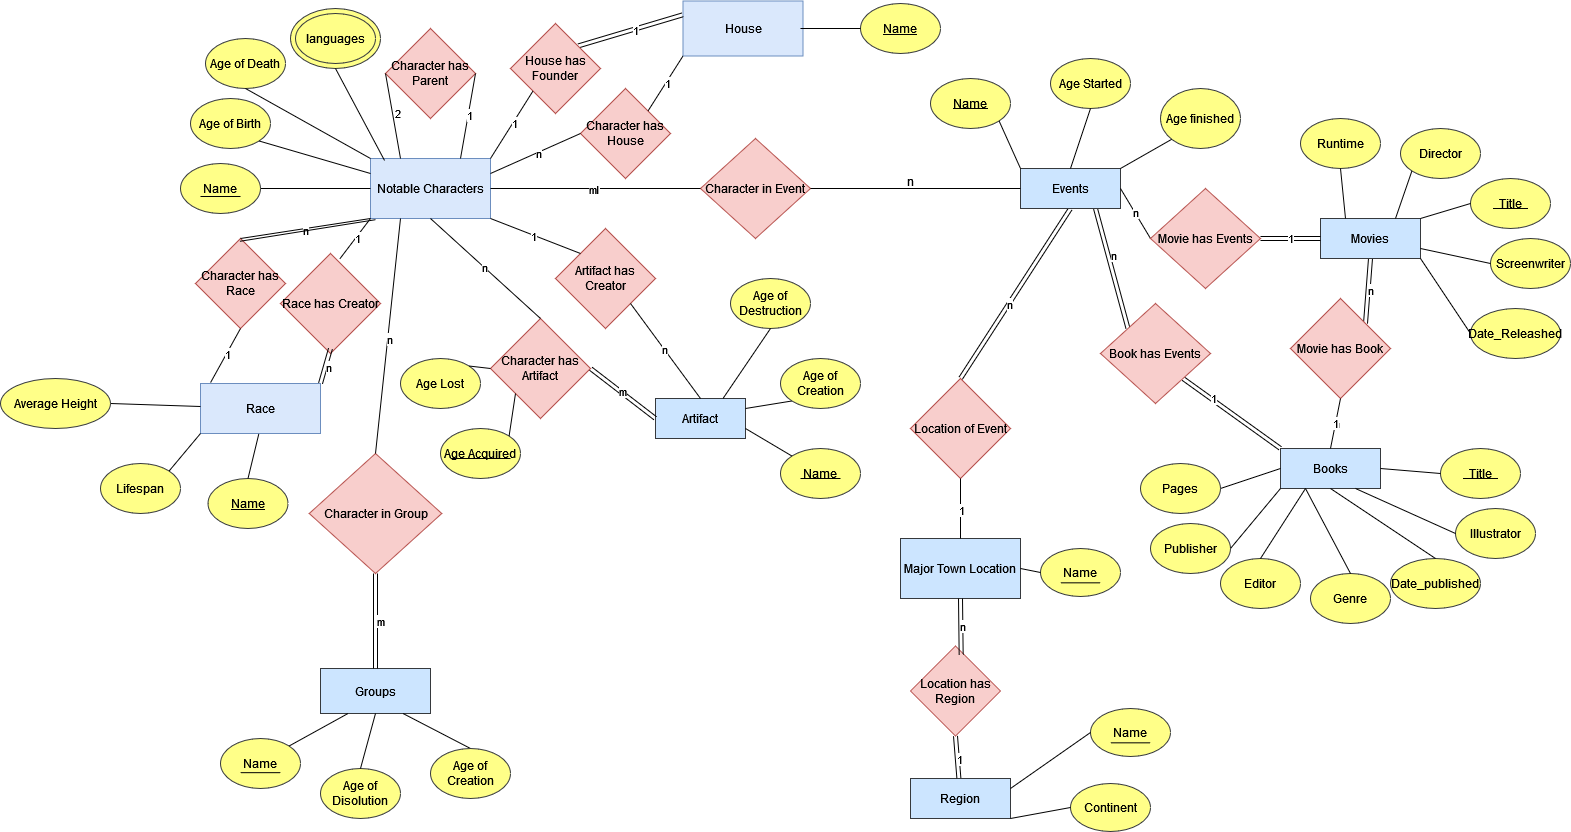 House
Name
languages
Age of Death
Character has
Parent
House has
Founder
1
1
2
1
1
Age of Birth
Character has
House
n
Name
Notable Characters
ml
Character in Event
n
Name
Age Started
Age finished
Events
Runtime
Director
Title
Movies
Screenwriter
Date_Releashed
n
Movie has Events
1
n
1
n
1
Character has
Race
Race has Creator
1
n
Artifact has
Creator
n
Age of
Destruction
n
n
Book has Events
1
n
Movie has Book
1
Average Height
Race
Lifespan
Name
n
Age Lost
Character has
Artifact
m
Age Acquired
Artifact
Age of
Creation
Name
Location of Event
1
Books
Title
Pages
Illustrator
Publisher
Editor
Genre
Date_published
Character in Group
m
Major Town Location
Name
n
Location has
Region
1
Groups
Name
Age of
Disolution
Age of
Creation
Name
Region
Continent